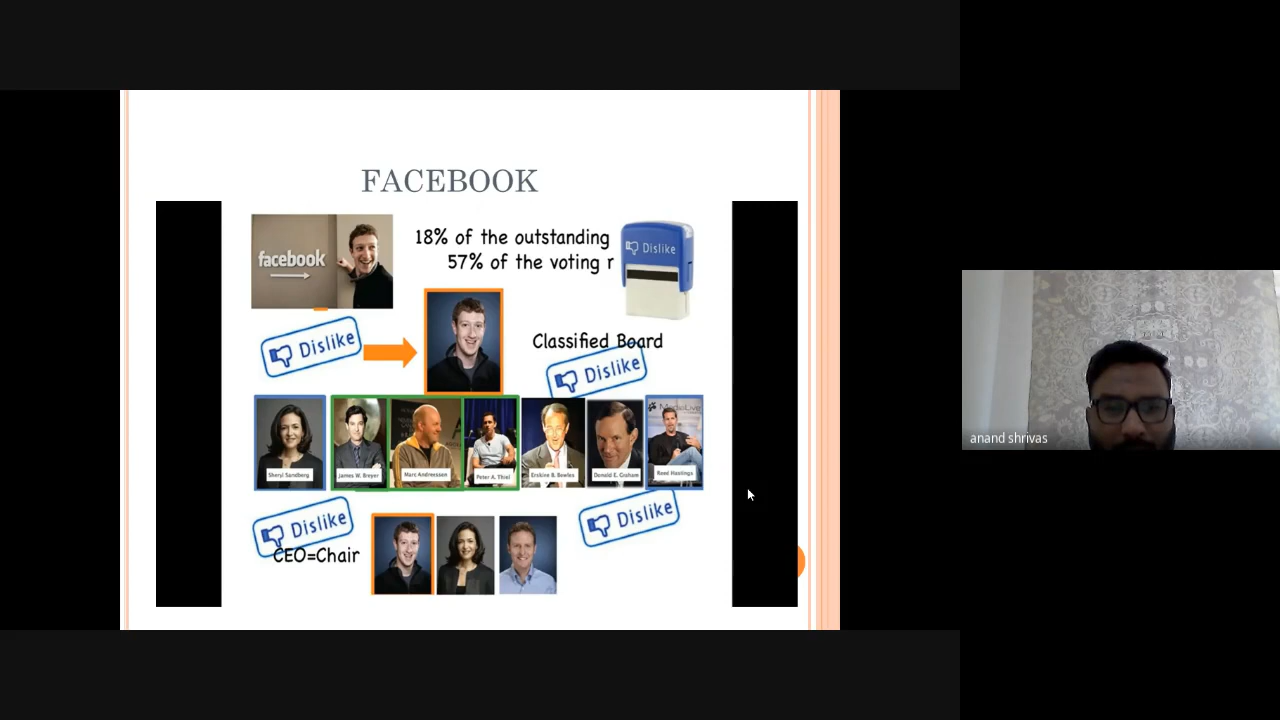 FACEBOOK
facebook
18% of the outstanding
57% of the voting r
Dislike
Dislike
Classified Board
Dislike
Sheryl Sandberg
James W. Breyer
Marc Andreessen
Peter A. Thiel
Erskine B. Bowles
Donald E. Graham
Reed Hastings
Dislike
Dislike
CEO=Chair
anand shrivas